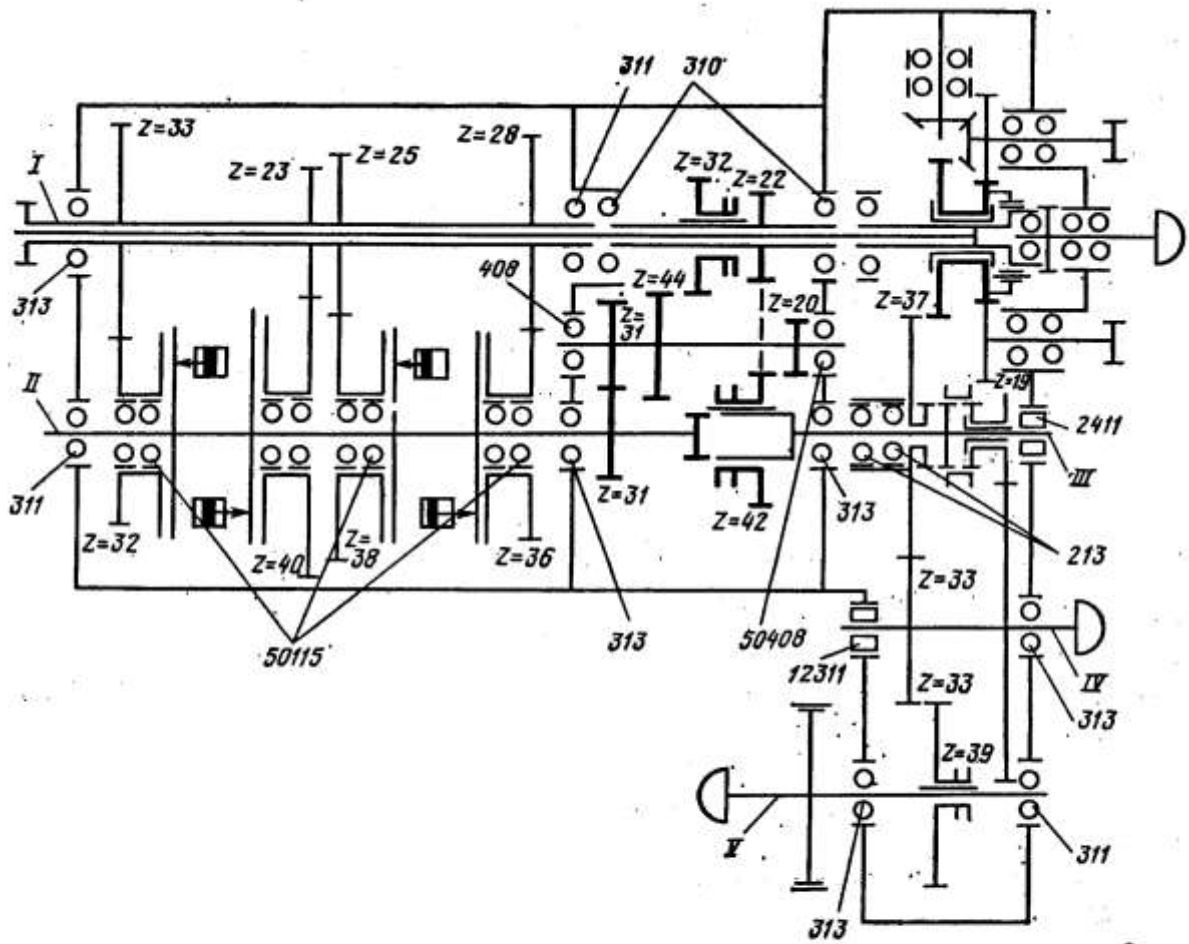 311
310
Z=33
Z=28
Z=25
Z=32
I
Z=23
Z=22
408
Z=44
313
Z=
31
Z=20
Z=37
Z=19
II
2411
III
311
Z=31
313
Z=32
Z=42
Z=
38
Z=36
213
Z=40
Z=33
50115
313
50408
12311
IV
Z=33
313
Z=39
V
311
313